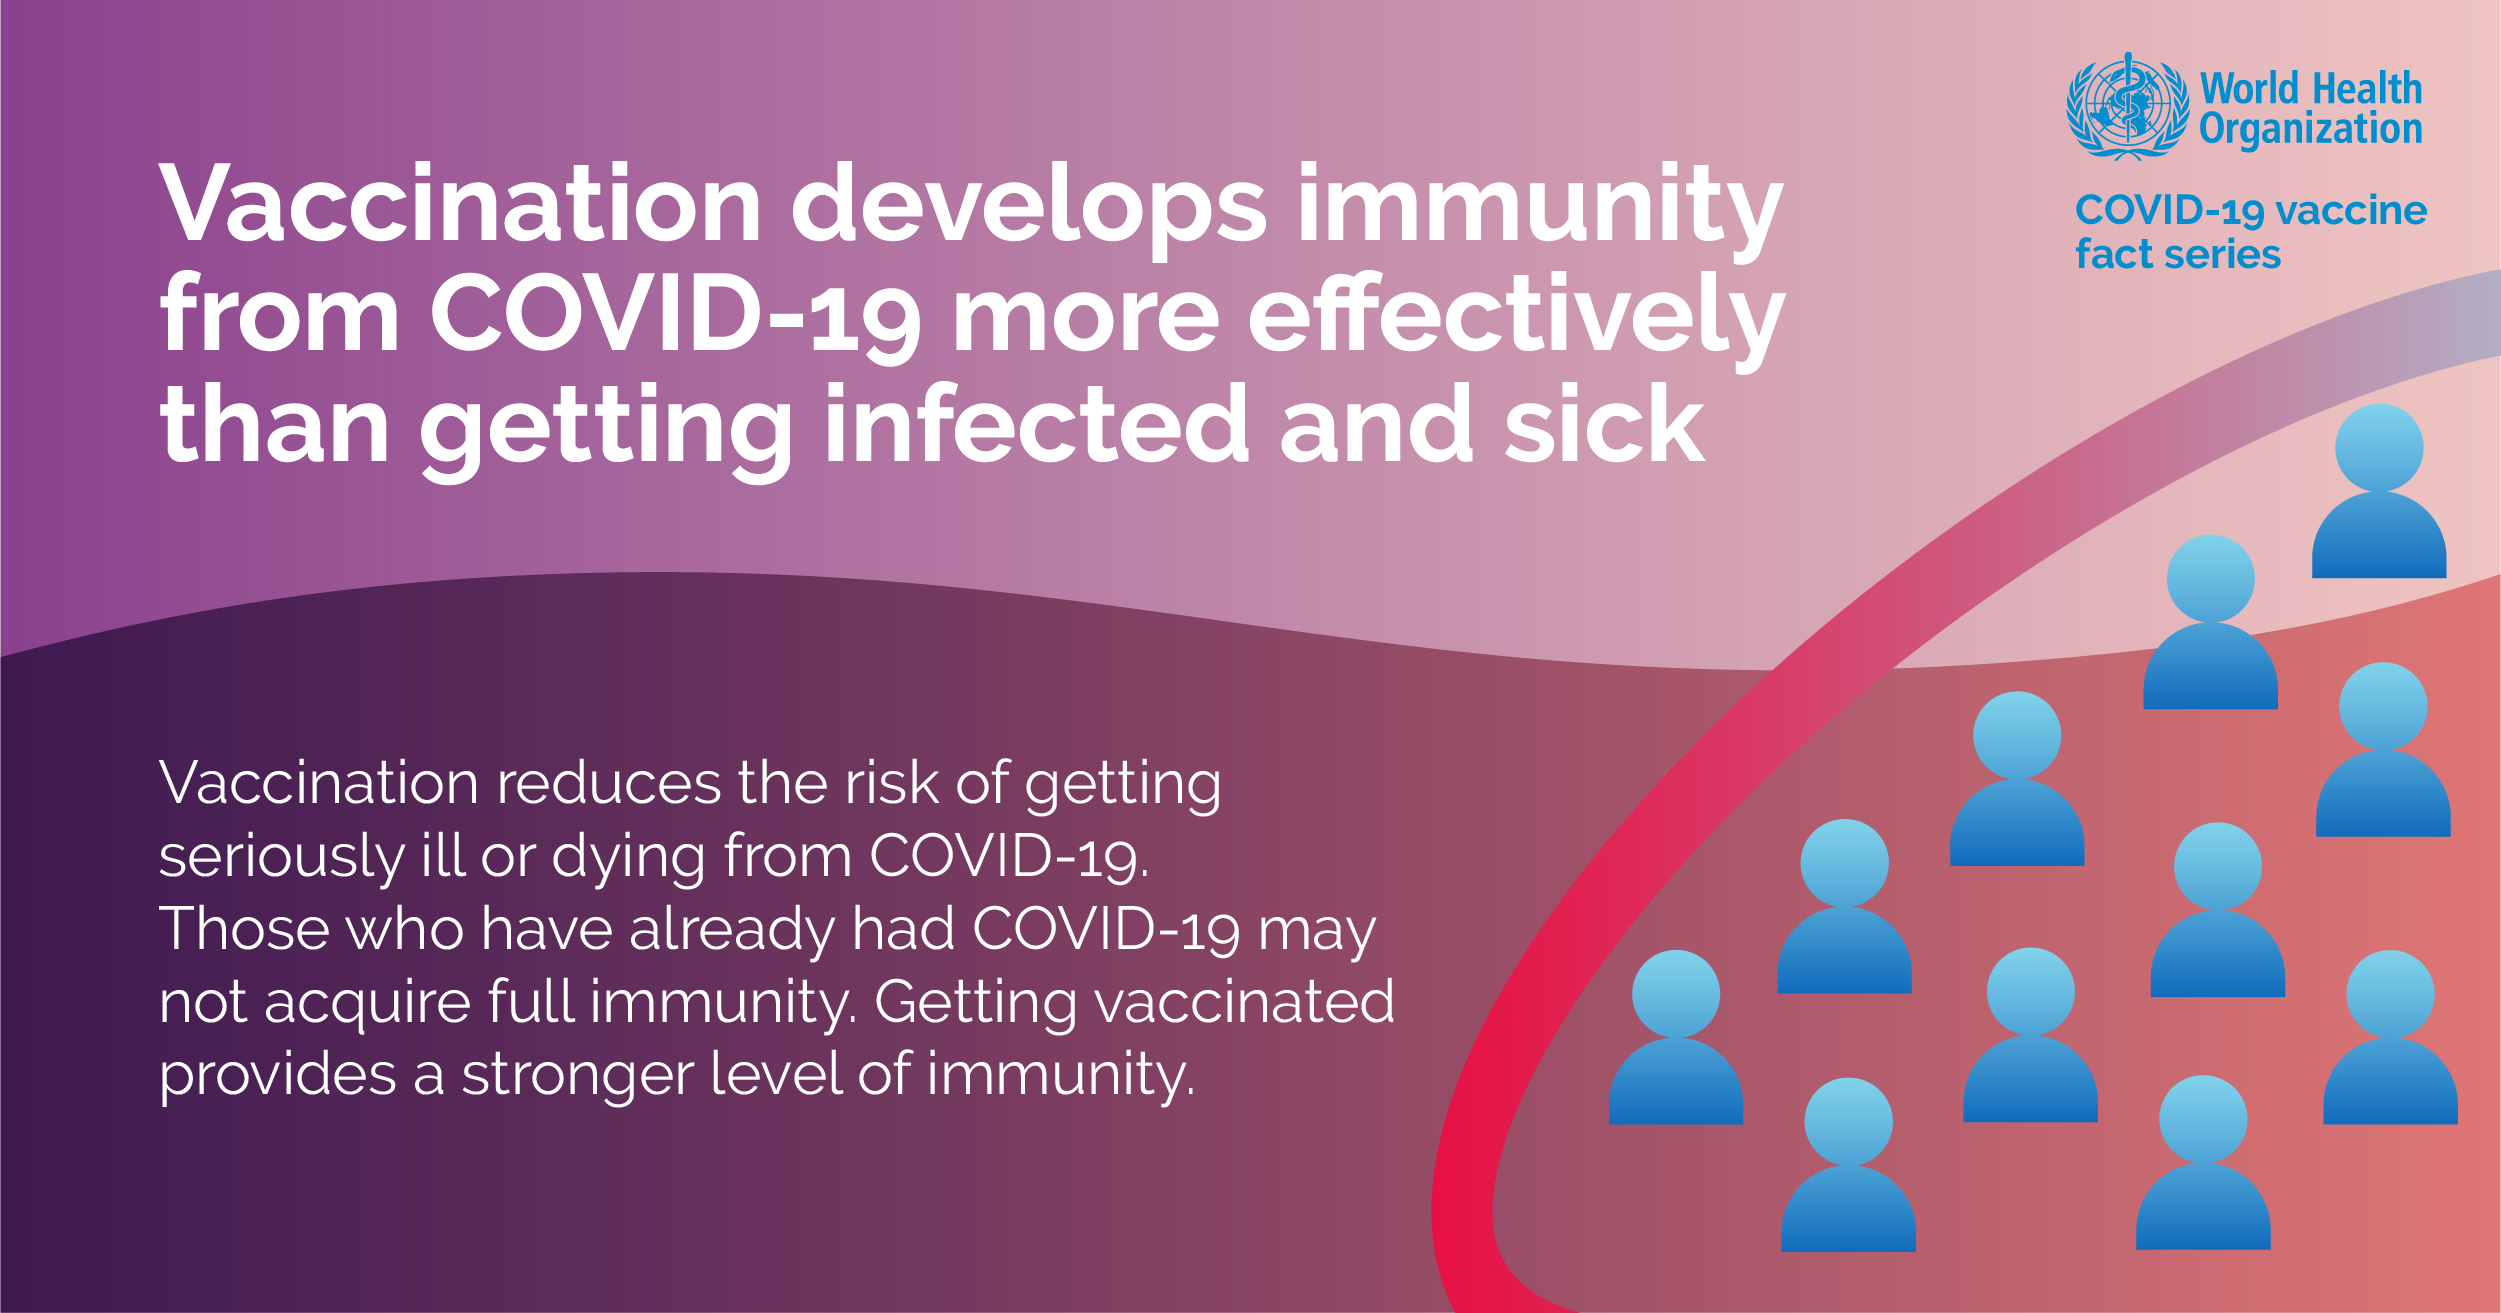 World Health
Organization
COVID-19 vaccine
fact series
Vaccination develops immunity
from COVID-19 more effectively
than getting infected and sick
Vaccination reduces the risk of getting
seriously ill or dying from COVID-19.
Those who have already had COVID-19 may
not acquire full immunity. Getting vaccinated
provides a stronger level of immunity.